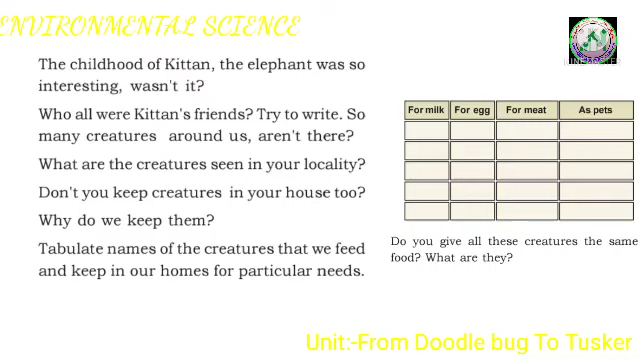 ENVIRONMENTAL SCIENCE
The childhood of Kittan, the elephant was so
interesting, wasn't it?
Who all were Kittan's friends? Try to write. So
many creatures around us, aren't there?
What are the creatures seen in your locality?
Don't you keep creatures in your house too?
Why do we keep them?
Tabulate names of the creatures that we feed
and keep in our homes for particular needs.
For milk For egg For meat As pets
Do you give all these creatures the same
food? What are they?
Unit:-From Doodle bug To Tusker